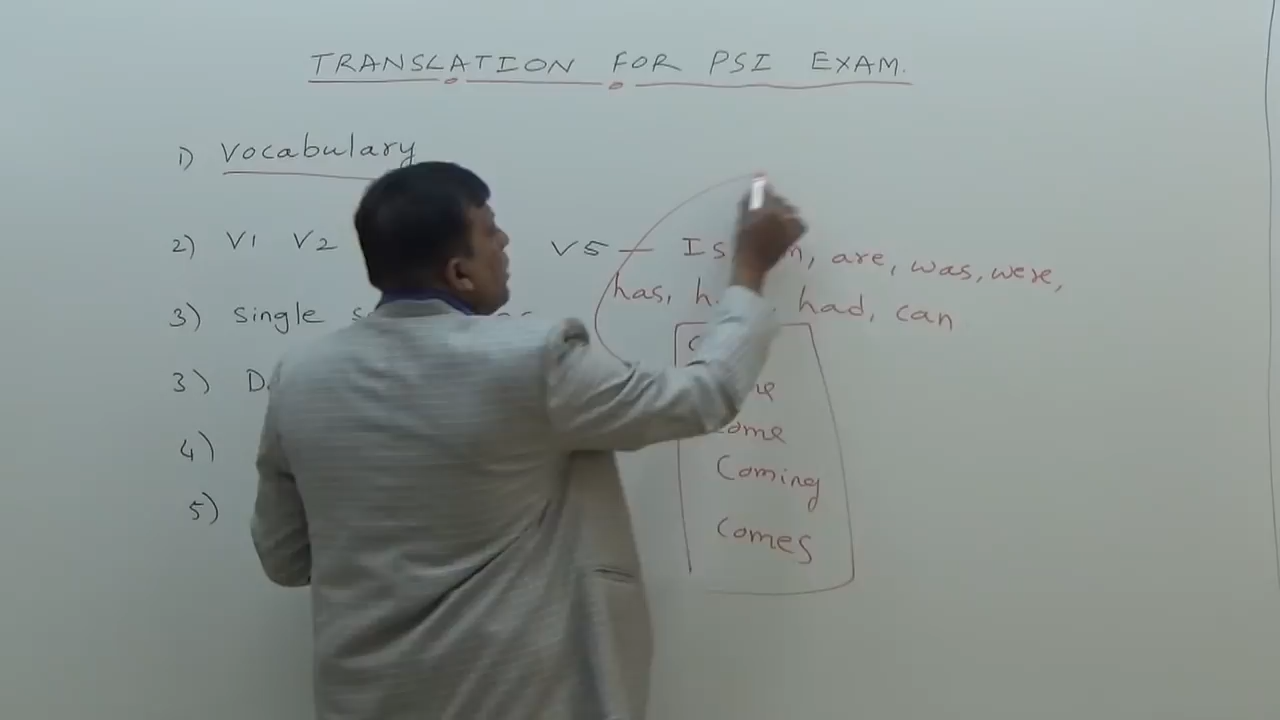 TRANSLATION FOR PSI EXAM.
1) Vocabulary
2) V1 V2 V5 — Is, are, was, were,
has, had, can
3) single
3)
come
Coming
Comes
4)
5)